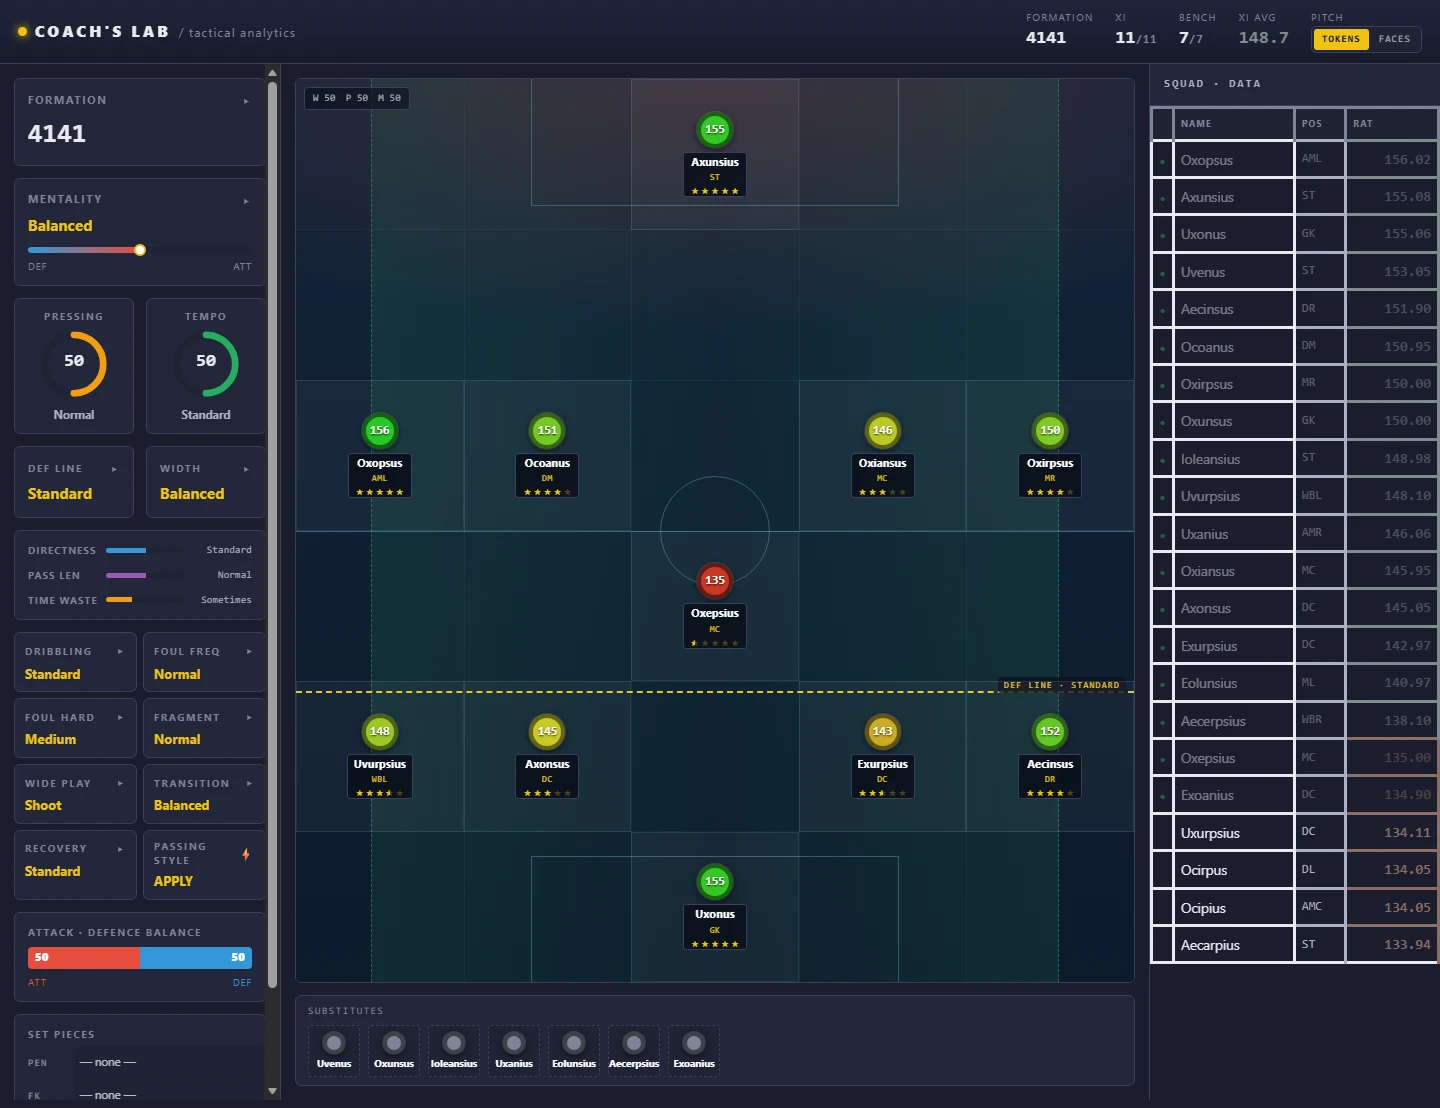 COACH'S LAB / tactical analytics
FORMATION
4141
XI
11/11
BENCH
7/7
XI AVG
148.7
PITCH
TOKENS FACES
FORMATION
4141
MENTALITY
Balanced
DEF ATT
PRESSING
50
Normal
TEMPO
50
Standard
DEF LINE
Standard
WIDTH
Balanced
DIRECTNESS Standard
PASS LEN Normal
TIME WASTE Sometimes
DRIBBLING
Standard
FOUL FREQ
Normal
FOUL HARD
Medium
FRAGMENT
Normal
WIDE PLAY
Shoot
TRANSITION
Balanced
RECOVERY
Standard
PASSING
STYLE
APPLY
ATTACK · DEFENCE BALANCE
50 50
ATT DEF
SET PIECES
PEN — none —
FK — none —
W 50 P 50 M 50
155
Axunsius
ST
156
Oxopsus
AML
151
Ocoanus
DM
146
Oxiansus
MC
150
Oxirpsus
MR
135
Oxepsius
MC
DEF LINE · STANDARD
148
Uvurpsius
WBL
145
Axonsus
DC
143
Exurpsius
DC
152
Aecinsus
DR
155
Uxonus
GK
SUBSTITUTES
Uvenus Oxunsus Ioleansius Uxanius Eolunsius Aecerpsius Exoanius
SQUAD · DATA
NAME POS RAT
Oxopsus AML 156.02
Axunsius ST 155.08
Uxonus GK 155.06
Uvenus ST 153.05
Aecinsus DR 151.90
Ocoanus DM 150.95
Oxirpsus MR 150.00
Oxunsus GK 150.00
Ioleansius ST 148.98
Uvurpsius WBL 148.10
Uxanius AMR 146.06
Oxiansus MC 145.95
Axonsus DC 145.05
Exurpsius DC 142.97
Eolunsius ML 140.97
Aecerpsius WBR 138.10
Oxepsius MC 135.00
Exoanius DC 134.90
Uxurpsius DC 134.11
Ocirpus DL 134.05
Ocipius AMC 134.05
Aecarpius ST 133.94